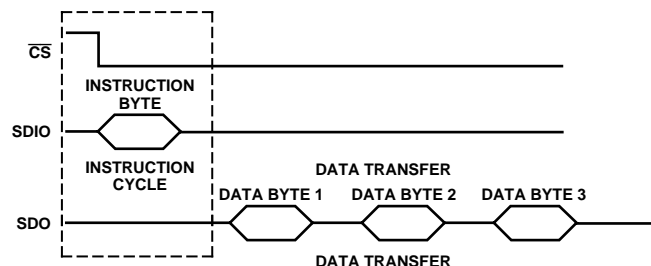 CS
INSTRUCTION
BYTE
SDIO
INSTRUCTION
CYCLE
DATA TRANSFER
DATA BYTE 1 DATA BYTE 2 DATA BYTE 3
SDO
DATA TRANSFER